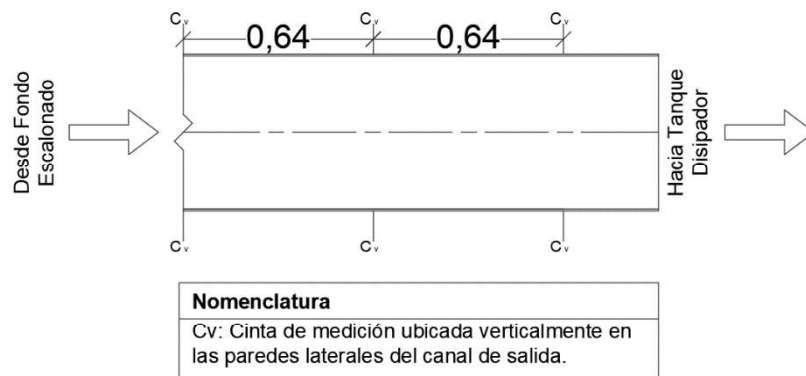 Cv
Cv
Cv
0,64
0,64
Desde Fondo
Escalonado
Hacia Tanque
Disipador
Cv
Cv
Cv
Nomenclatura
Cv: Cinta de medición ubicada verticalmente en
las paredes laterales del canal de salida.